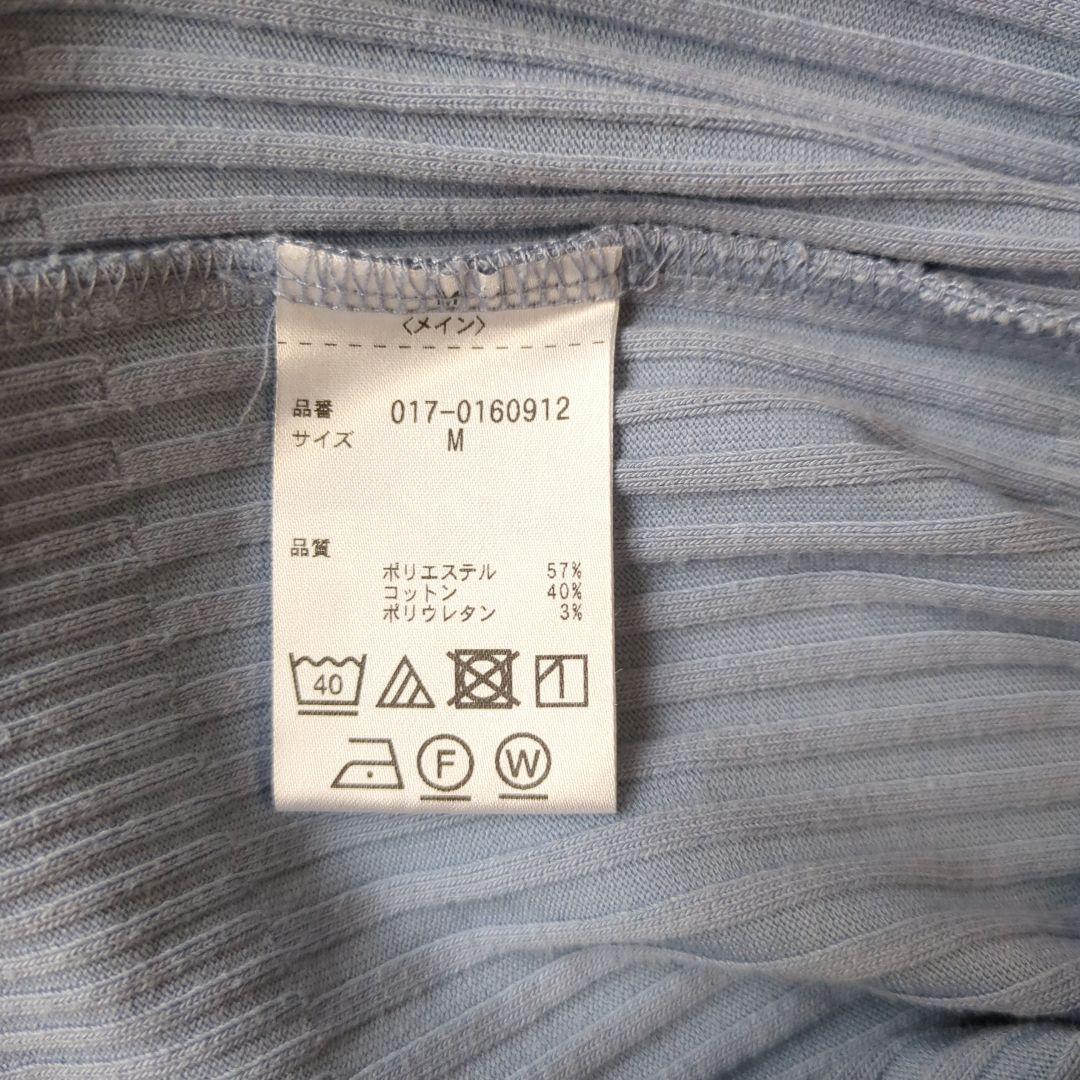 M
〈メイン〉
品番 017-0160912
サイズ M
品質
ポリエステル 57%
コットン 40%
ポリウレタン 3%
40
F W